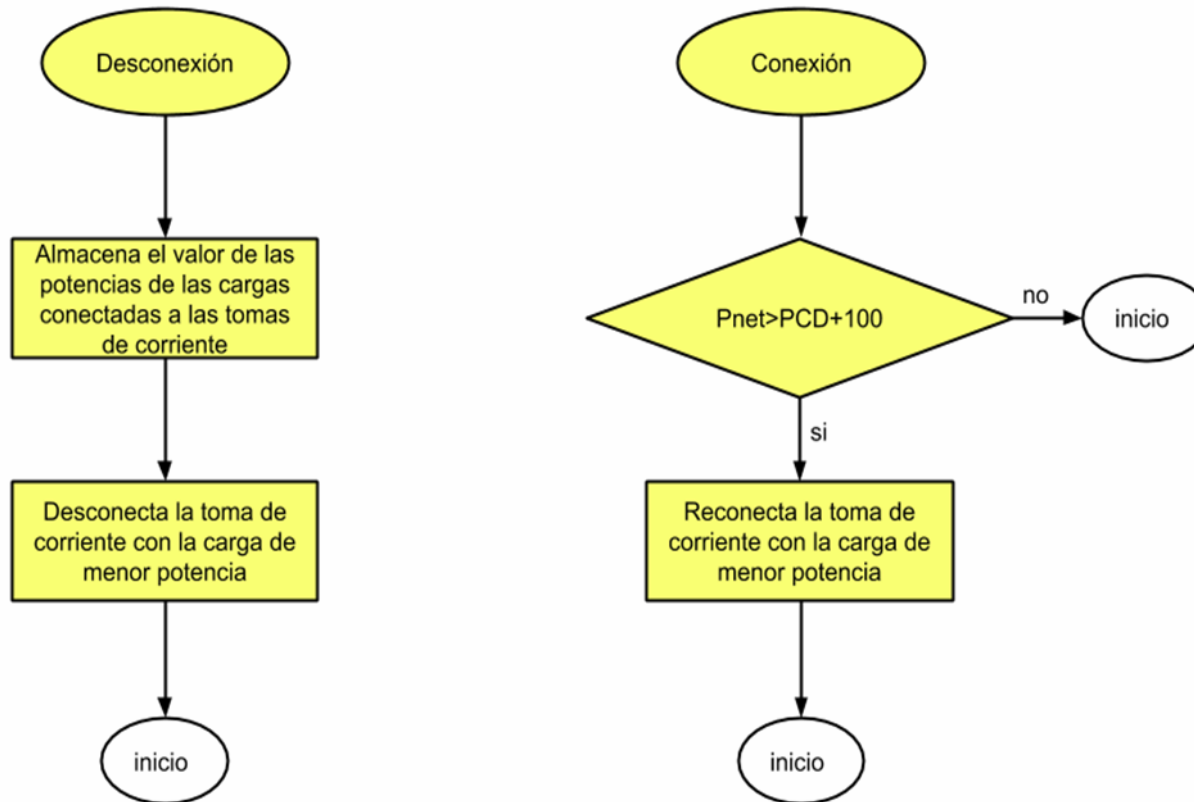 Desconexión
Almacena el valor de las
potencias de las cargas
conectadas a las tomas
de corriente
Desconecta la toma de
corriente con la carga de
menor potencia
inicio
Conexión
Pnet>PCD+100
no
inicio
si
Reconecta la toma de
corriente con la carga de
menor potencia
inicio